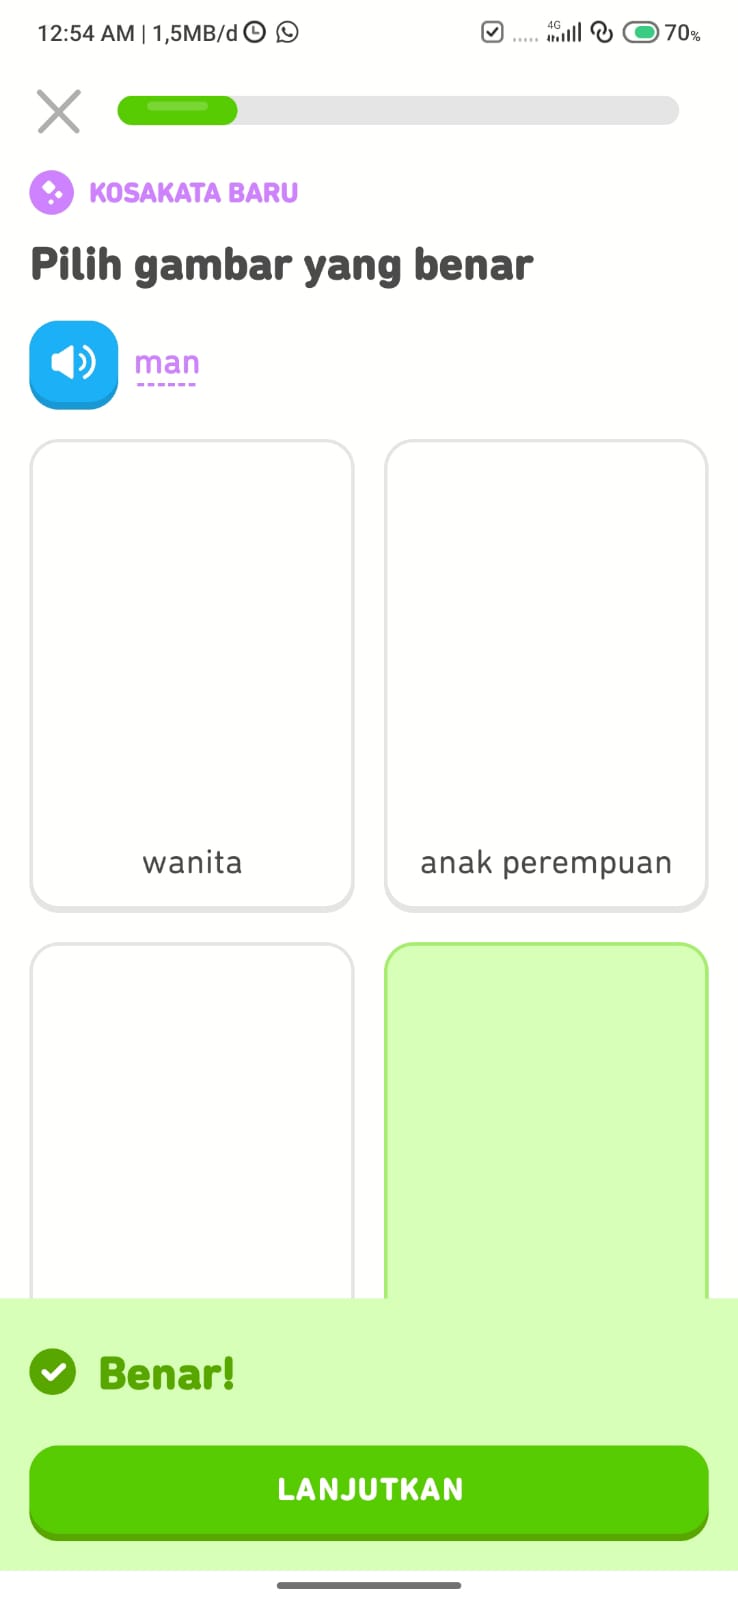 12:54 AM | 1,5MB/d 4G 70%
KOSAKATA BARU
Pilih gambar yang benar
man
wanita
anak perempuan
Benar!
LANJUTKAN